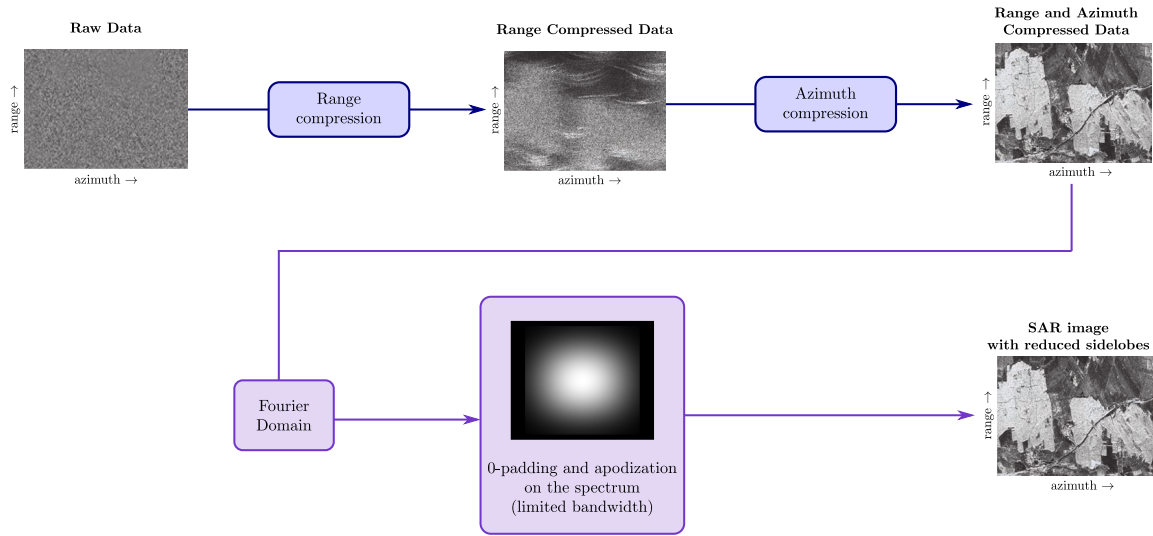 Raw Data
range →
azimuth →
Range
compression
Range Compressed Data
range →
azimuth →
Azimuth
compression
Range and Azimuth
Compressed Data
range →
azimuth →
Fourier
Domain
0-padding and apodization
on the spectrum
(limited bandwidth)
SAR image
with reduced sidelobes
range →
azimuth →